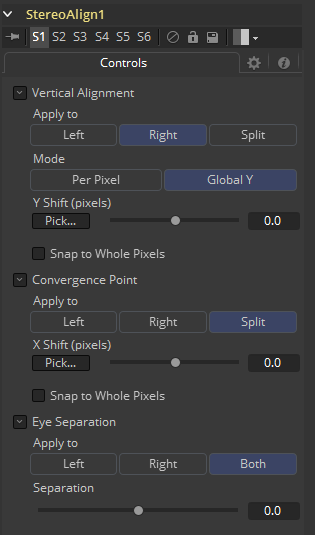 StereoAlign1
S1 S2 S3 S4 S5 S6
Controls
Vertical Alignment
Apply to
Left Right Split
Mode
Per Pixel Global Y
Y Shift (pixels)
Pick... 0.0
Snap to Whole Pixels
Convergence Point
Apply to
Left Right Split
X Shift (pixels)
Pick... 0.0
Snap to Whole Pixels
Eye Separation
Apply to
Left Right Both
Separation
0.0